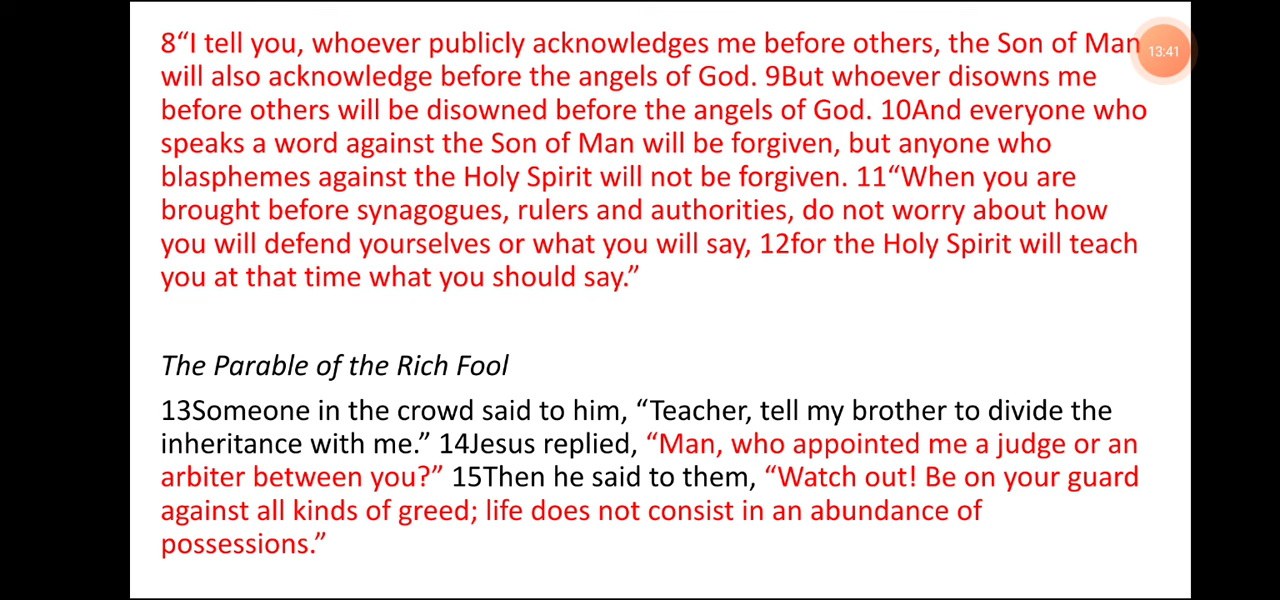 8“I tell you, whoever publicly acknowledges me before others, the Son of Man
will also acknowledge before the angels of God. 9But whoever disowns me
before others will be disowned before the angels of God. 10And everyone who
speaks a word against the Son of Man will be forgiven, but anyone who
blasphemes against the Holy Spirit will not be forgiven. 11“When you are
brought before synagogues, rulers and authorities, do not worry about how
you will defend yourselves or what you will say, 12for the Holy Spirit will teach
you at that time what you should say.”
The Parable of the Rich Fool
13Someone in the crowd said to him, “Teacher, tell my brother to divide the
inheritance with me.” 14Jesus replied, “Man, who appointed me a judge or an
arbiter between you?” 15Then he said to them, “Watch out! Be on your guard
against all kinds of greed; life does not consist in an abundance of
possessions.”
13:41